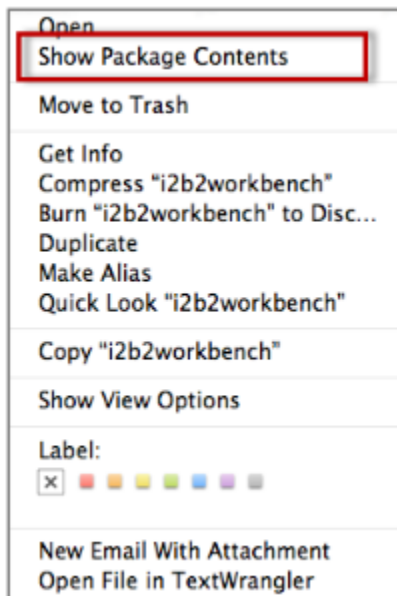 Open
Show Package Contents
Move to Trash
Get Info
Compress “i2b2workbench”
Burn “i2b2workbench” to Disc...
Duplicate
Make Alias
Quick Look “i2b2workbench”
Copy “i2b2workbench”
Show View Options
Label:
New Email With Attachment
Open File in TextWrangler